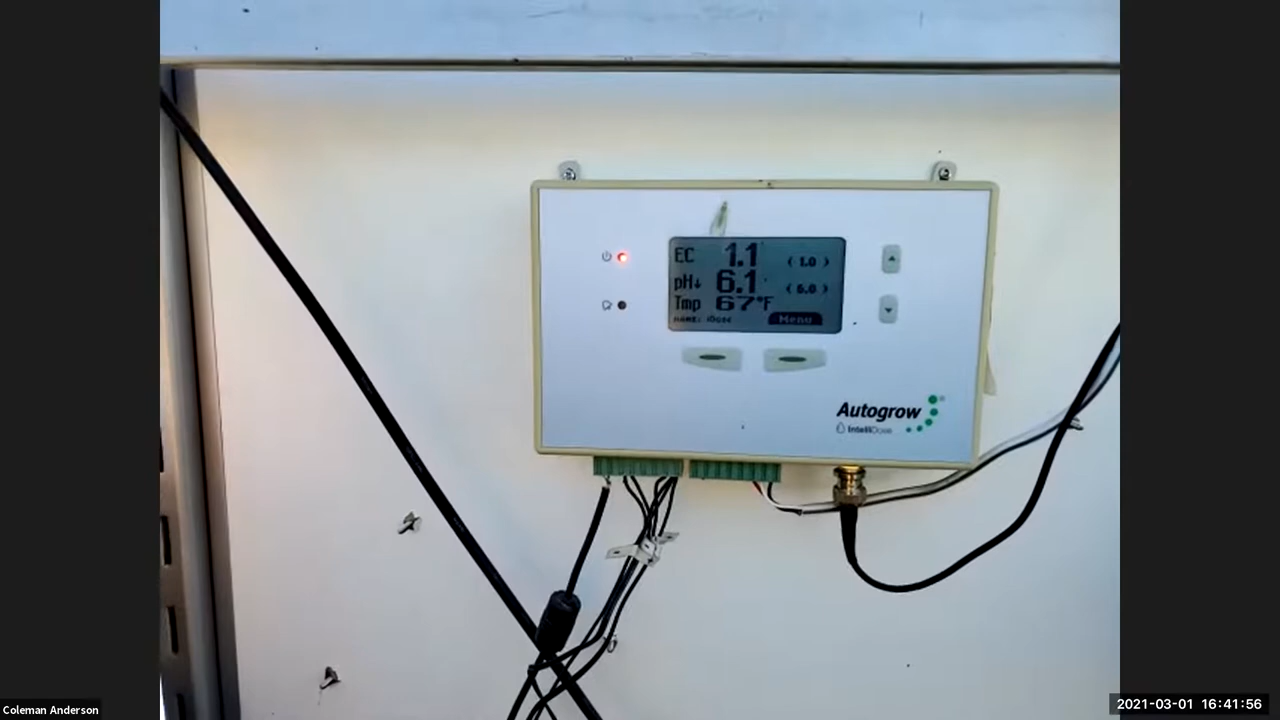 EC 1.1 (1.0)
pH↓ 6.1 (6.0)
Tmp 67°F
Menu
Autogrow
IntelliDose
Coleman Anderson
2021-03-01 16:41:56